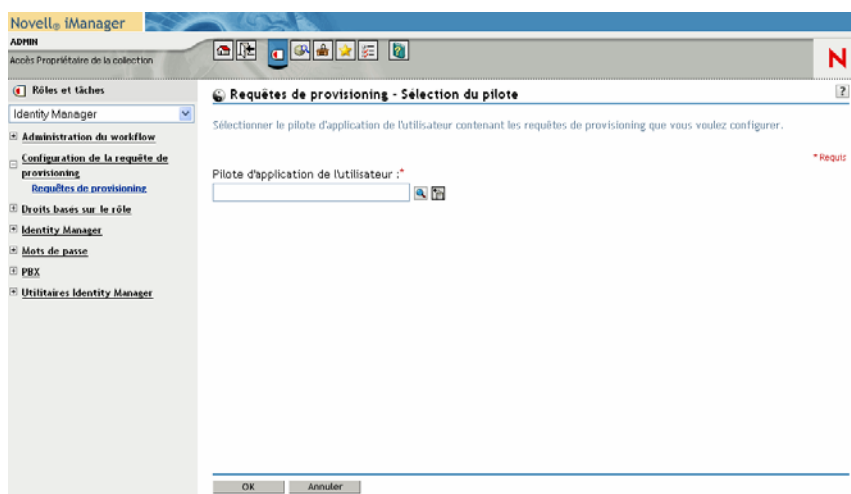 Novell® iManager
ADMIN
Accès Propriétaire de la collection
N
Rôles et tâches
Identity Manager
Administration du workflow
Configuration de la requête de
provisioning
Requêtes de provisioning
Droits basés sur le rôle
Identity Manager
Mots de passe
PBX
Utilitaires Identity Manager
Requêtes de provisioning - Sélection du pilote
?
Sélectionner le pilote d'application de l'utilisateur contenant les requêtes de provisioning que vous voulez configurer.
* Requis
Pilote d'application de l'utilisateur :*
OK
Annuler